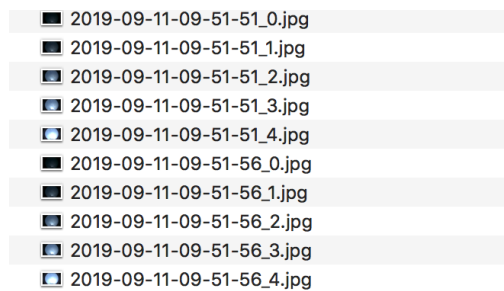 2019-09-11-09-51-51_0.jpg
2019-09-11-09-51-51_1.jpg
2019-09-11-09-51-51_2.jpg
2019-09-11-09-51-51_3.jpg
2019-09-11-09-51-51_4.jpg
2019-09-11-09-51-56_0.jpg
2019-09-11-09-51-56_1.jpg
2019-09-11-09-51-56_2.jpg
2019-09-11-09-51-56_3.jpg
2019-09-11-09-51-56_4.jpg